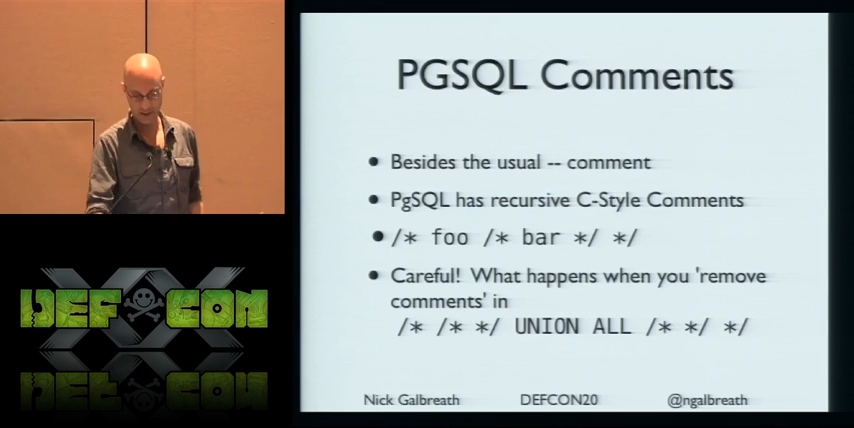 PGSQL Comments
Besides the usual -- comment
PgSQL has recursive C-Style Comments
/* foo /* bar */ */
Careful! What happens when you 'remove
comments' in
/* /* */ UNION ALL /* */ */
Nick Galbreath DEFCON20 @ngalbreath
XX
DEF CON